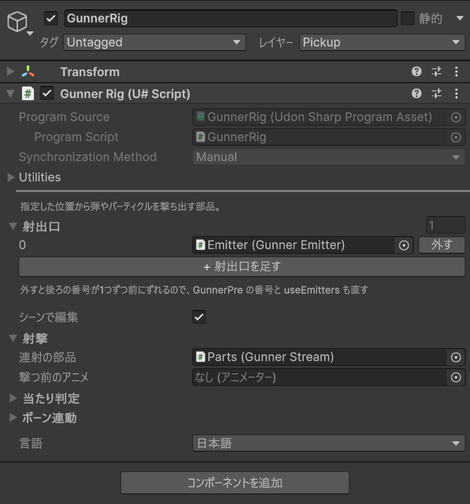 GunnerRig
静的
タグ Untagged レイヤー Pickup
Transform
Gunner Rig (U# Script)
Program Source GunnerRig (Udon Sharp Program Asset)
Program Script GunnerRig
Synchronization Method Manual
Utilities
指定した位置から弾やパーティクルを撃ち出す部品。
射出口 1
0 Emitter (Gunner Emitter) 外す
+ 射出口を足す
外すと後ろの番号が1つずつ前にずれるので、GunnerPre の番号と useEmitters も直す
シーンで編集
射撃
連射の部品 Parts (Gunner Stream)
撃つ前のアニメ なし (アニメーター)
当たり判定
ボーン連動
言語 日本語
コンポーネントを追加